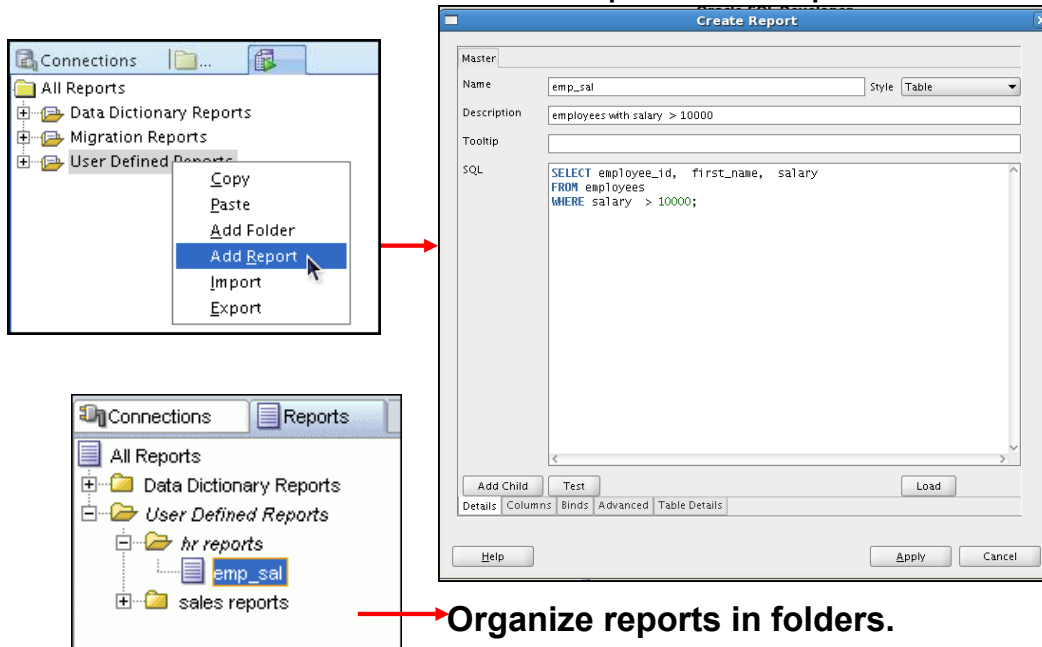 Connections ...
All Reports
Data Dictionary Reports
Migration Reports
User Defined Reports
Copy
Paste
Add Folder
Add Report
Import
Export
Create Report
Master
Name emp_sal Style Table
Description employees with salary > 10000
Tooltip
SQL SELECT employee_id, first_name, salary
FROM employees
WHERE salary > 10000;
Add Child Test Load
Details Columns Binds Advanced Table Details
Help Apply Cancel
Connections Reports
All Reports
Data Dictionary Reports
User Defined Reports
hr reports
emp_sal
sales reports
Organize reports in folders.